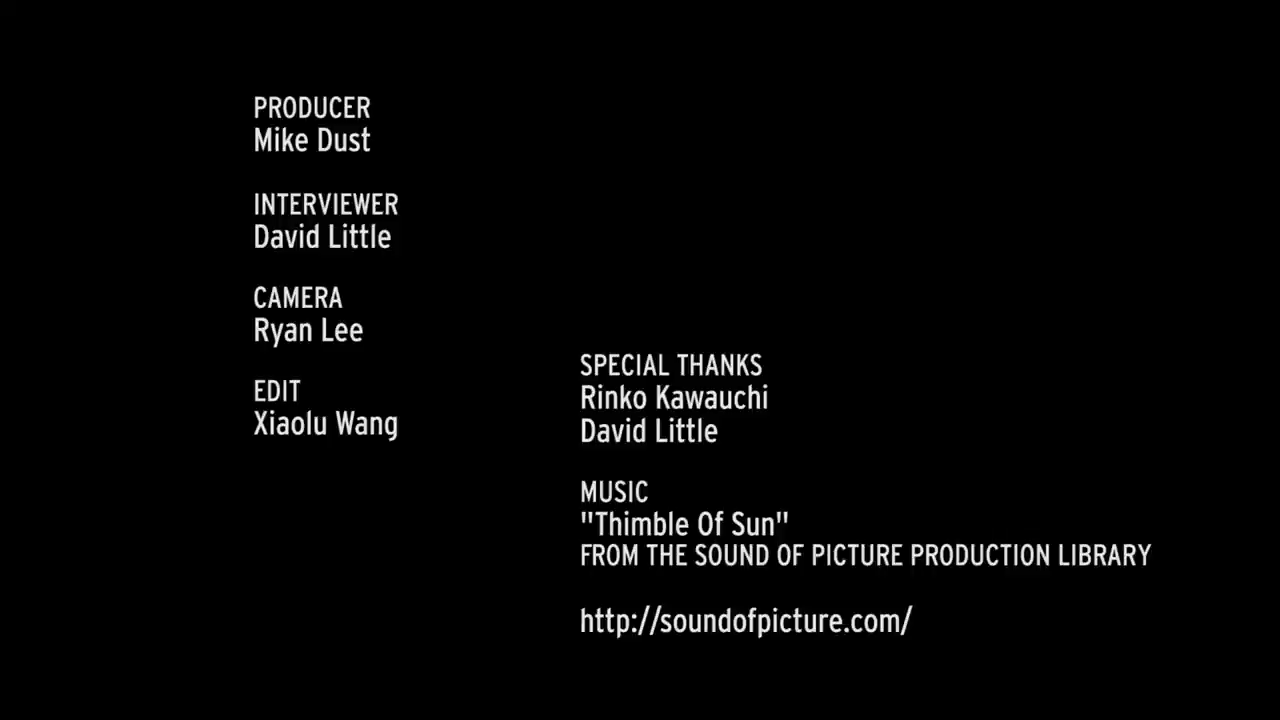 PRODUCER
Mike Dust
INTERVIEWER
David Little
CAMERA
Ryan Lee
EDIT
Xiaolu Wang
SPECIAL THANKS
Rinko Kawauchi
David Little
MUSIC
"Thimble Of Sun"
FROM THE SOUND OF PICTURE PRODUCTION LIBRARY
http://soundofpicture.com/